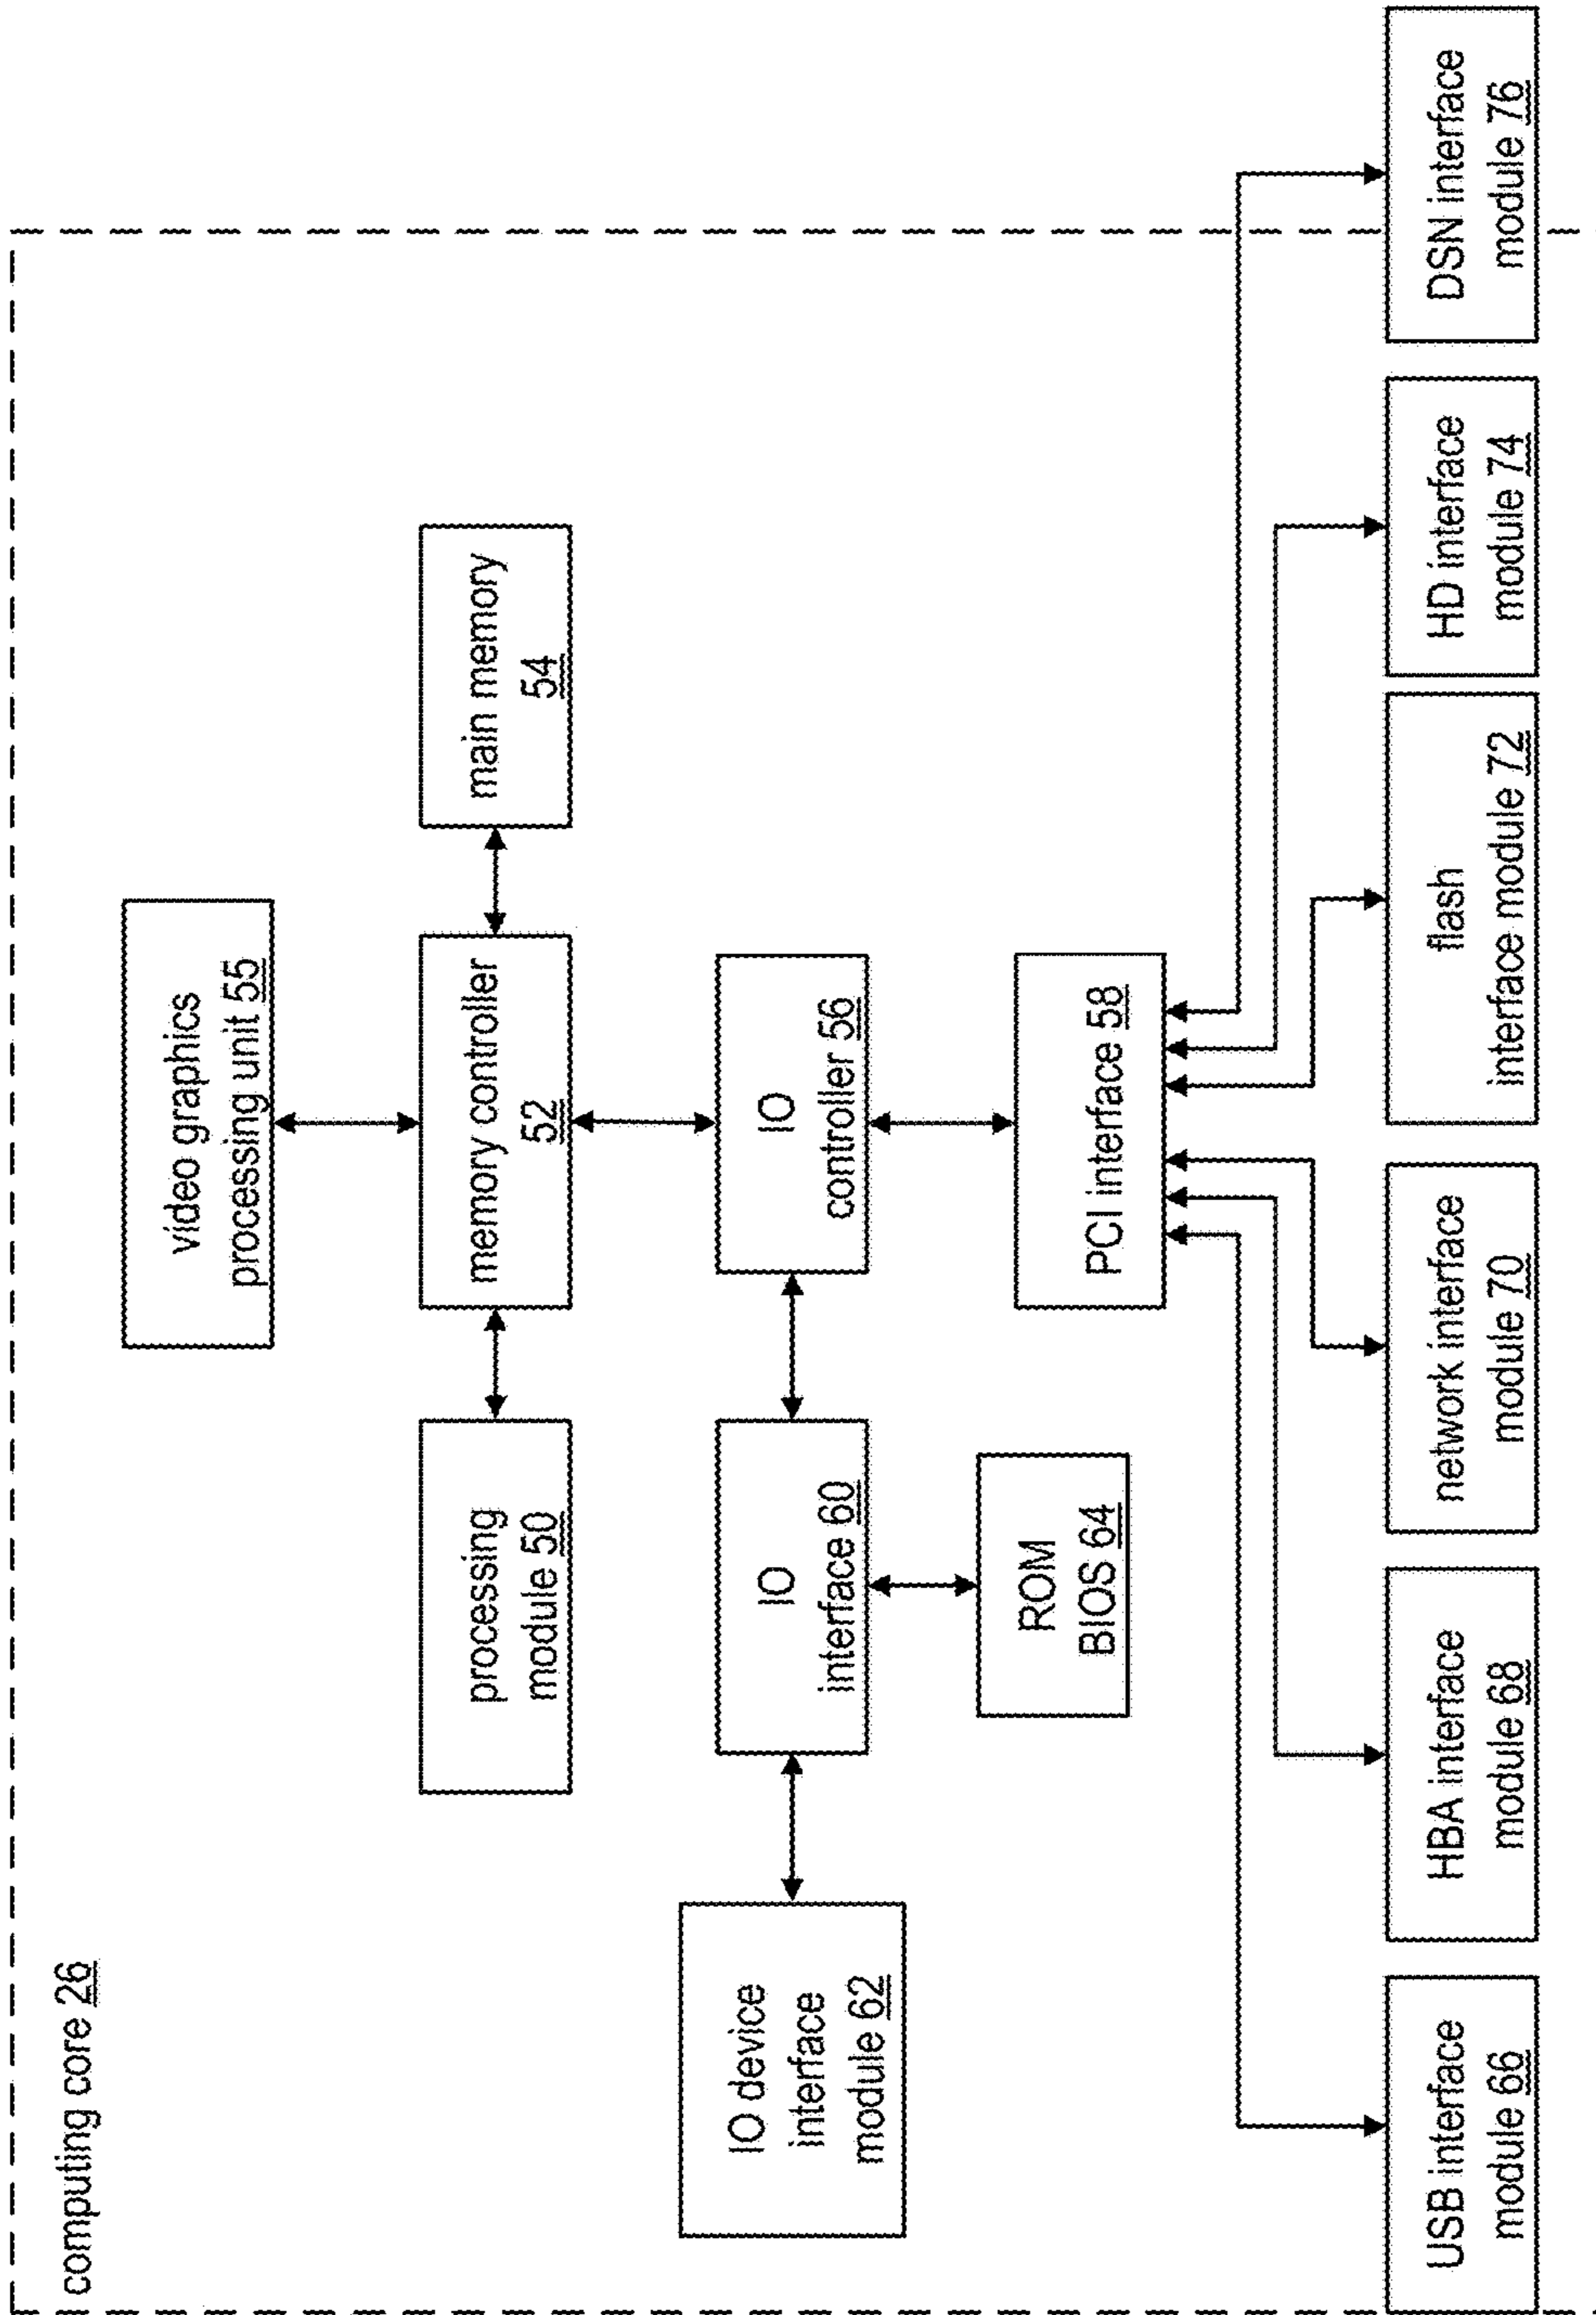 computing core 26
video graphics
processing unit 55
processing
module 50
memory controller
52
main memory
54
IO device
interface
module 62
IO
interface 60
IO
controller 56
ROM
BIOS 64
PCI interface 58
USB interface
module 66
HBA interface
module 68
network interface
module 70
flash
interface module 72
HD interface
module 74
DSN interface
module 76